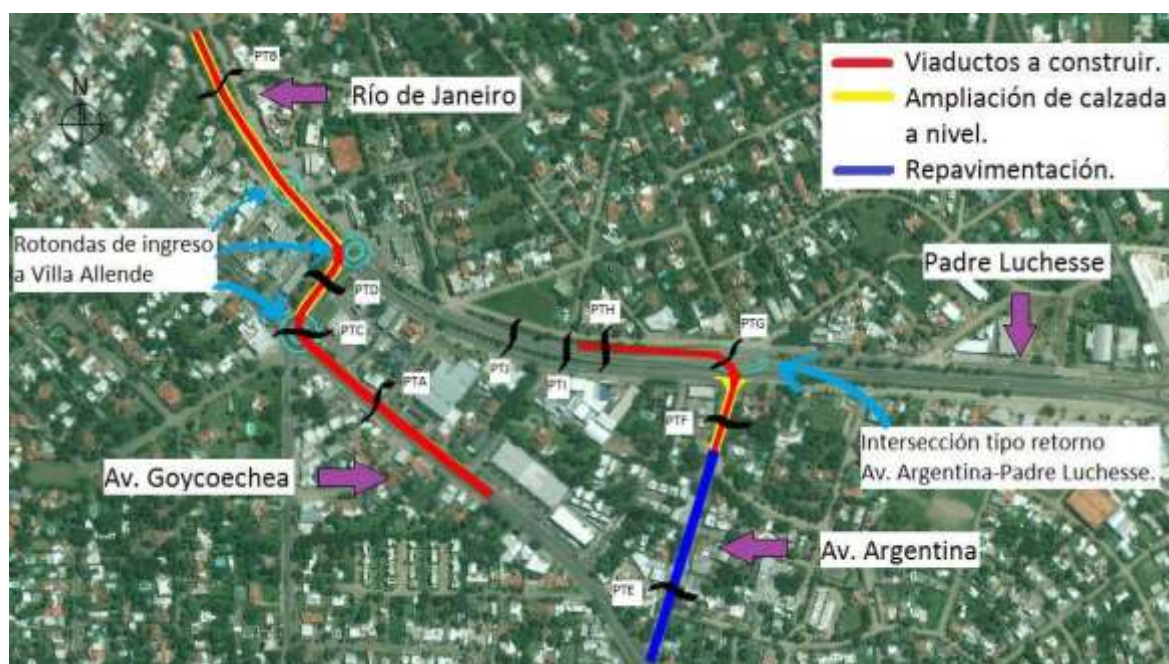 PTB
Río de Janeiro
N
Viaductos a construir.
Ampliación de calzada
a nivel.
Repavimentación.
Rotondas de ingreso
a Villa Allende
PTD
PTC
PTA
Av. Goycoechea
PTJ
PTI
PTH
PTG
PTF
Padre Luchesse
Intersección tipo retorno
Av. Argentina-Padre Luchesse.
Av. Argentina
PTE